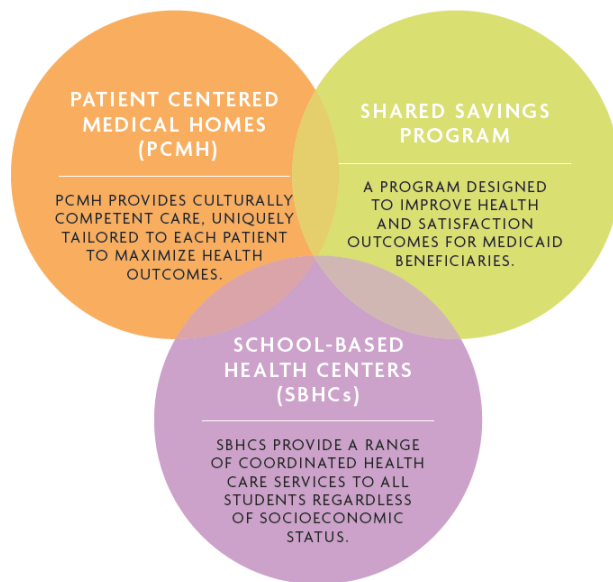 PATIENT CENTERED
MEDICAL HOMES
(PCMH)
PCMH PROVIDES CULTURALLY
COMPETENT CARE, UNIQUELY
TAILORED TO EACH PATIENT
TO MAXIMIZE HEALTH
OUTCOMES.
SHARED SAVINGS
PROGRAM
A PROGRAM DESIGNED
TO IMPROVE HEALTH
AND SATISFACTION
OUTCOMES FOR MEDICAID
BENEFICIARIES.
SCHOOL-BASED
HEALTH CENTERS
(SBHCs)
SBHCS PROVIDE A RANGE
OF COORDINATED HEALTH
CARE SERVICES TO ALL
STUDENTS REGARDLESS
OF SOCIOECONOMIC
STATUS.